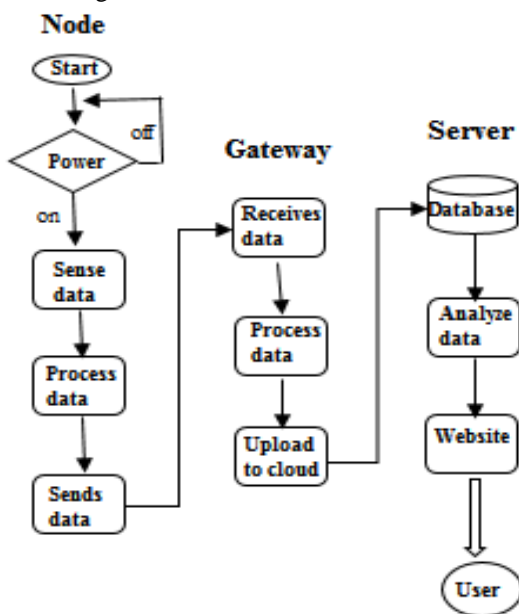 Node
Start
off
Power
on
Sense
data
Process
data
Sends
data
Gateway
Receives
data
Process
data
Upload
to cloud
Server
Database
Analyze
data
Website
User